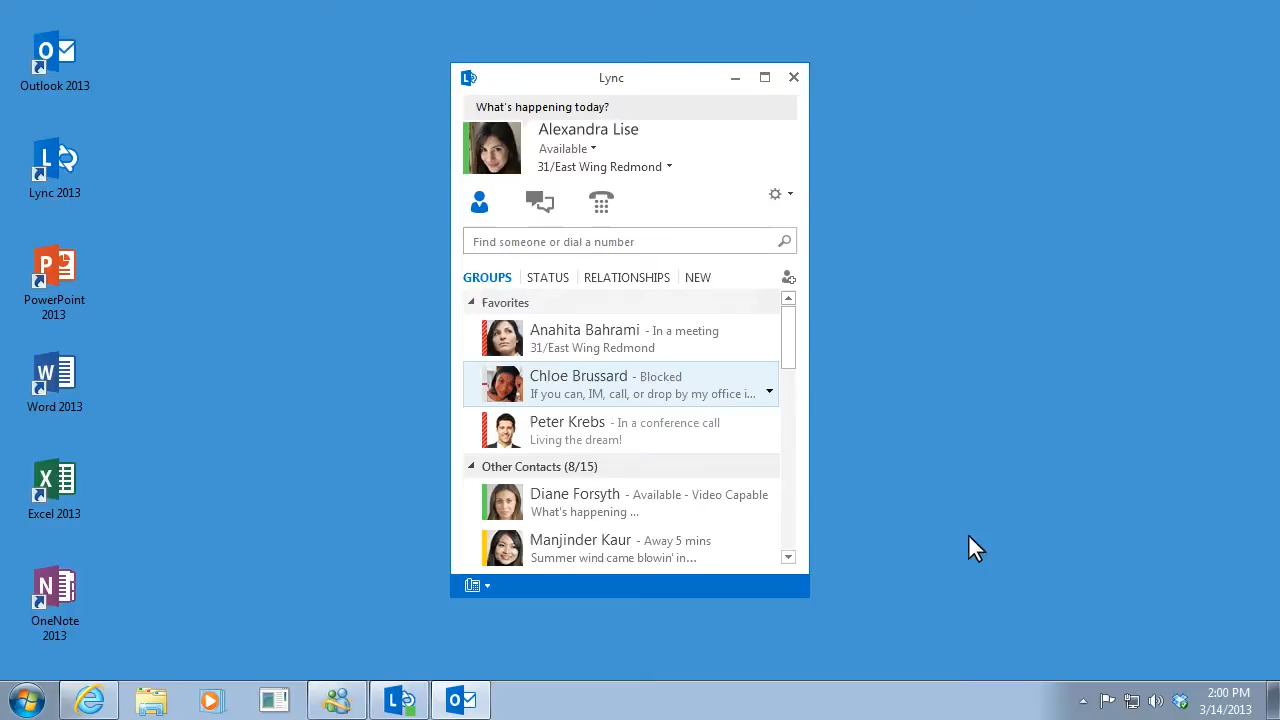 Outlook 2013
Lync 2013
PowerPoint
2013
Word 2013
Excel 2013
OneNote
2013
Lync
What's happening today?
Alexandra Lise
Available
31/East Wing Redmond
Find someone or dial a number
GROUPS STATUS RELATIONSHIPS NEW
Favorites
Anahita Bahrami - In a meeting
31/East Wing Redmond
Chloe Brussard - Blocked
If you can, IM, call, or drop by my office i...
Peter Krebs - In a conference call
Living the dream!
Other Contacts (8/15)
Diane Forsyth - Available - Video Capable
What's happening ...
Manjinder Kaur - Away 5 mins
Summer wind came blowin' in...
2:00 PM
3/14/2013